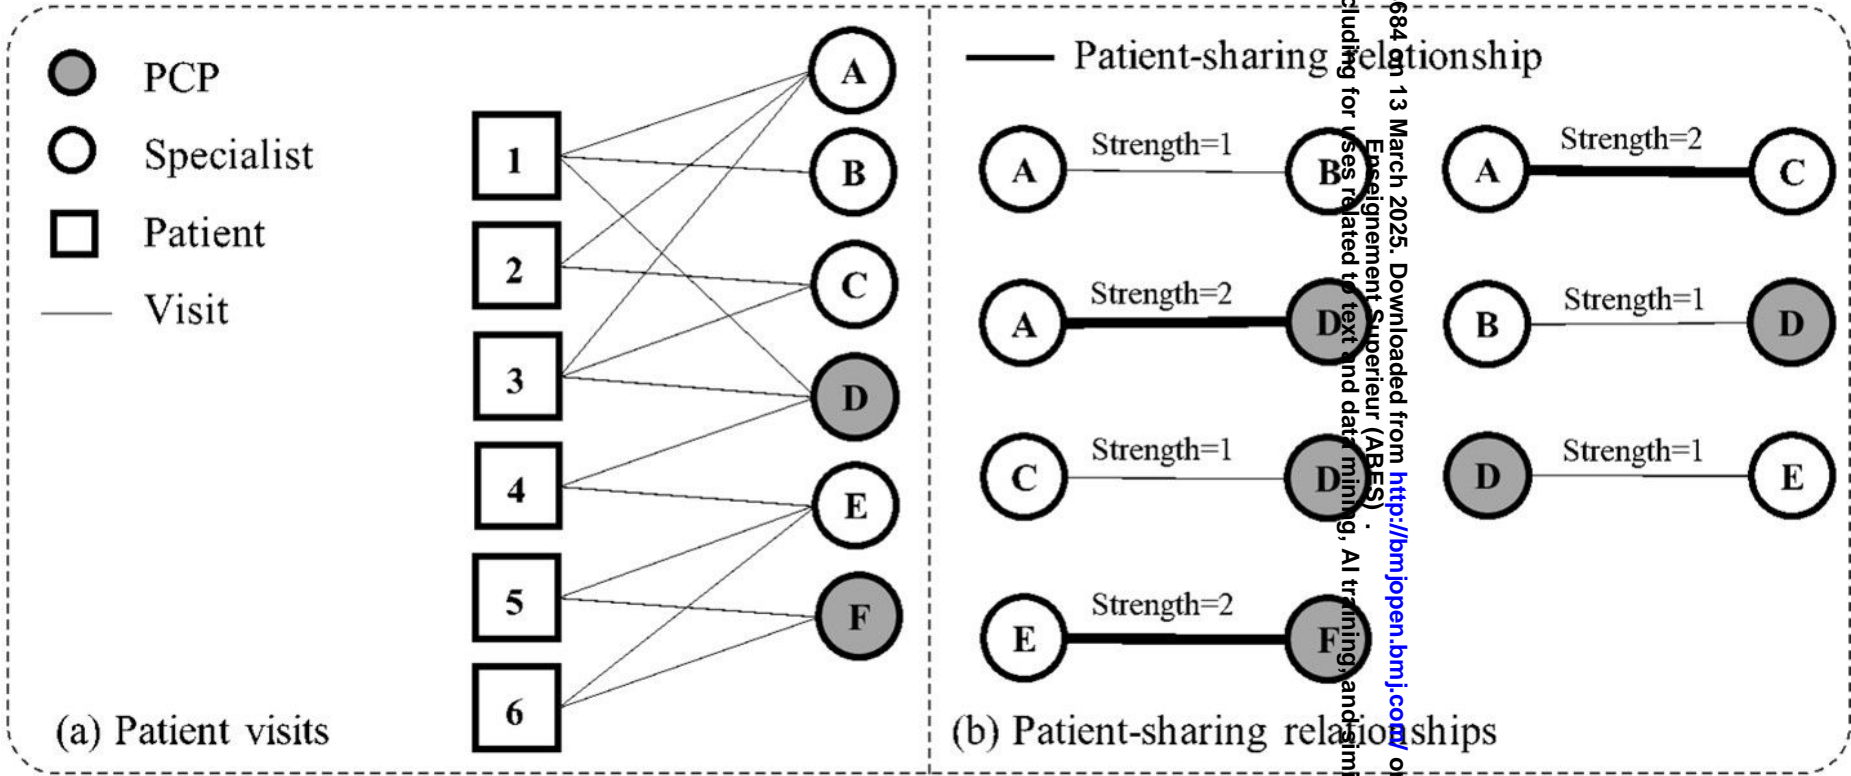 PCP
Specialist
Patient
Visit
1
2
3
4
5
6
A
B
C
D
E
F
(a) Patient visits
Patient-sharing relationship
A Strength=1 B
A Strength=2 C
A Strength=2 D
B Strength=1 D
C Strength=1 D
D Strength=1 E
E Strength=2 F
(b) Patient-sharing relationships
684 on 13 March 2025. Downloaded from http://bmjopen.bmj.com/
Enseignement Superieur (ABES) .
cluding for uses related to text and data mining, AI training, and simi